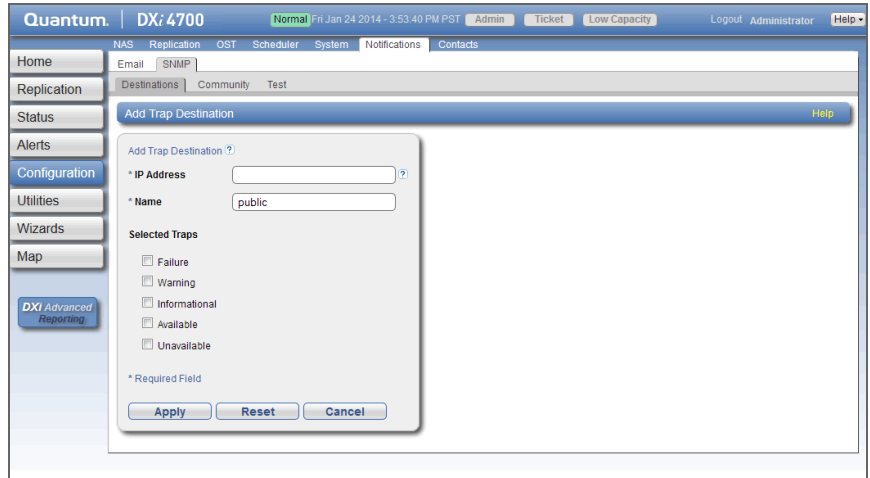 Quantum. DXi 4700 Normal Fri Jan 24 2014 - 3:53:40 PM PST Admin Ticket Low Capacity Logout Administrator Help
NAS Replication OST Scheduler System Notifications Contacts
Home
Replication
Status
Alerts
Configuration
Utilities
Wizards
Map
DXi Advanced
Reporting
Email SNMP
Destinations Community Test
Add Trap Destination Help
Add Trap Destination ?
* IP Address ?
* Name public
Selected Traps
Failure
Warning
Informational
Available
Unavailable
* Required Field
Apply Reset Cancel